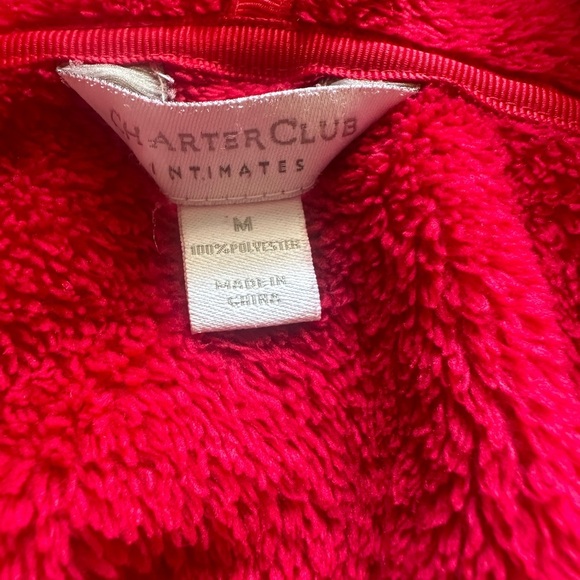 CHARTER CLUB
INTIMATES
M
100% POLYESTER
MADE IN
CHINA